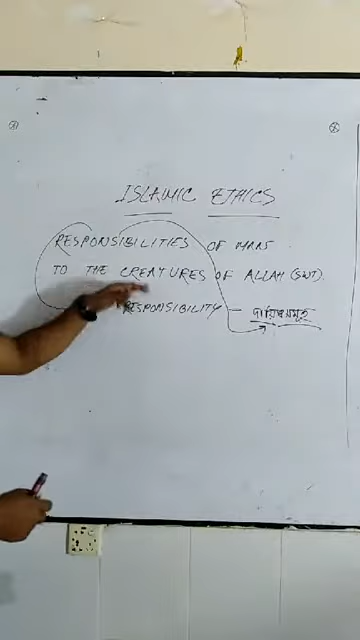 ISLAMIC ETHICS
RESPONSIBILITIES OF MAN
TO THE CREATURES OF ALLAH (SWT).
RESPONSIBILITY — দায়িত্বসমূহ